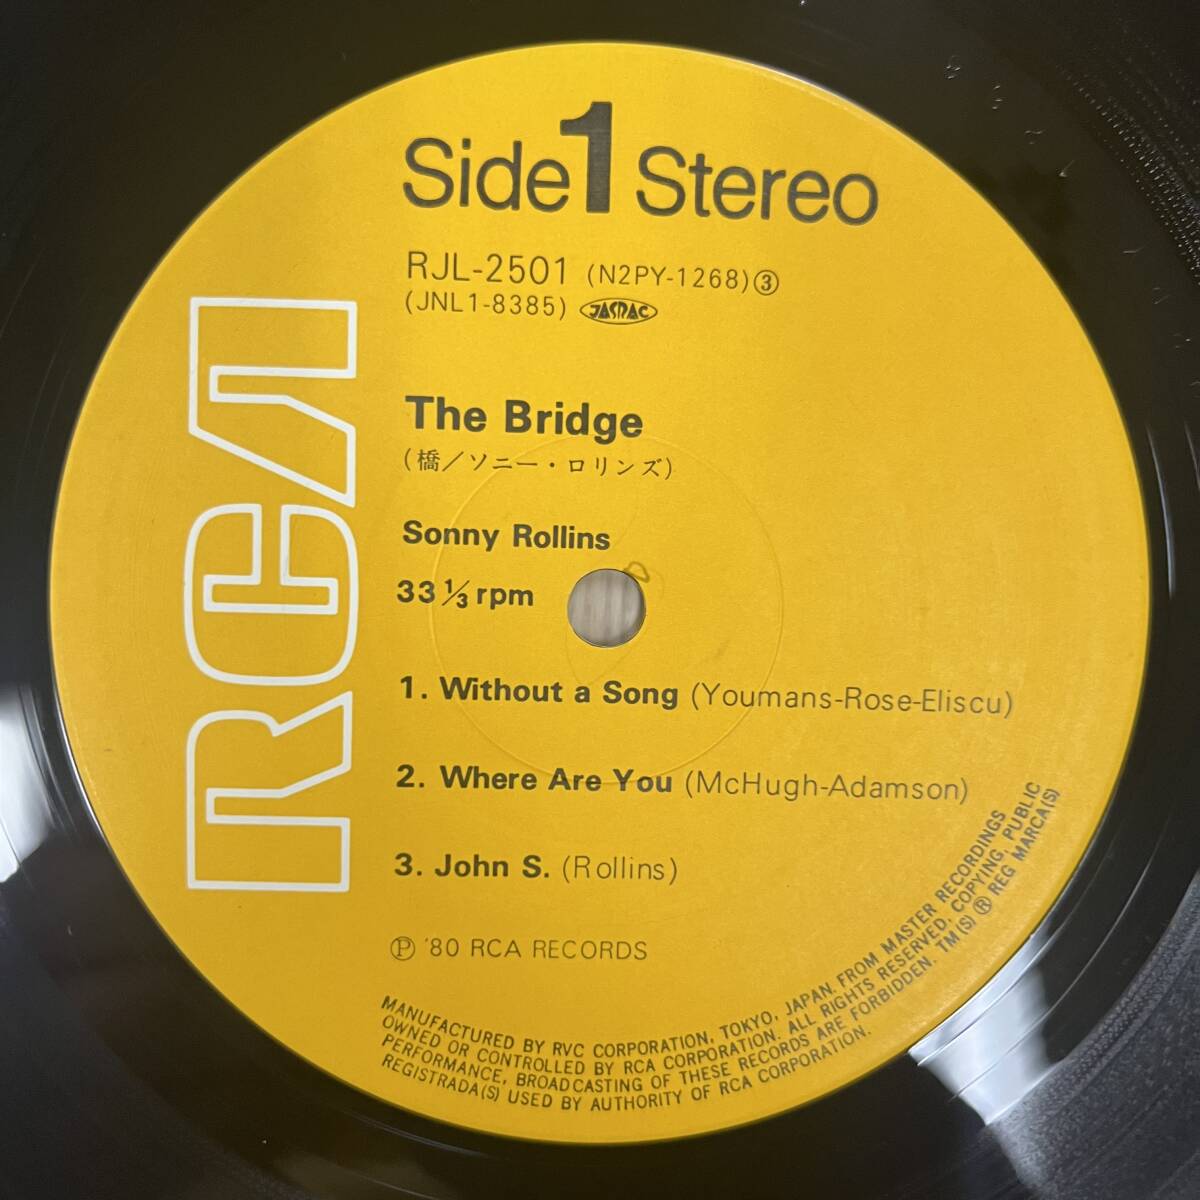 Side 1 Stereo
RJL-2501 (N2PY-1268)③
(JNL1-8385) JASRAC
RCA
The Bridge
(橋／ソニー・ロリンズ)
Sonny Rollins
33 ⅓ rpm
1. Without a Song (Youmans-Rose-Eliscu)
2. Where Are You (McHugh-Adamson)
3. John S. (Rollins)
Ⓟ '80 RCA RECORDS
MANUFACTURED BY RVC CORPORATION, TOKYO, JAPAN. FROM MASTER RECORDINGS
OWNED OR CONTROLLED BY RCA CORPORATION. ALL RIGHTS RESERVED. COPYING, PUBLIC
PERFORMANCE, BROADCASTING OF THESE RECORDS ARE FORBIDDEN. TM(S) ® REG MARCA(S)
REGISTRADA(S) USED BY AUTHORITY OF RCA CORPORATION.